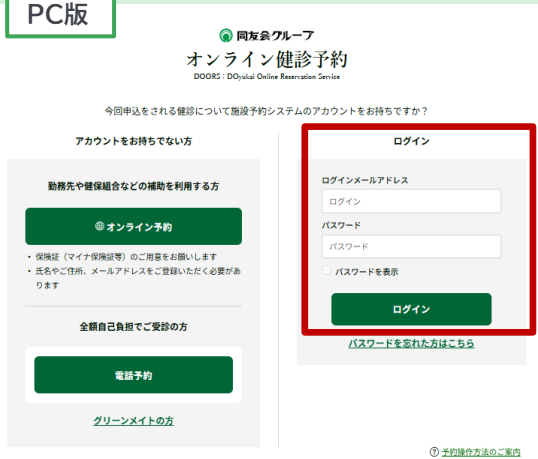 PC版
同友会グループ
オンライン健診予約
DOORS : DOyukai Online Reservation Service
今回申込をされる健診について施設予約システムのアカウントをお持ちですか？
アカウントをお持ちでない方
勤務先や健保組合などの補助を利用する方
オンライン予約
・保険証（マイナ保険証等）のご用意をお願いします
・氏名やご住所、メールアドレスをご登録いただく必要があ
ります
全額自己負担でご受診の方
電話予約
グリーンメイトの方
ログイン
ログインメールアドレス
ログイン
パスワード
パスワード
パスワードを表示
ログイン
パスワードを忘れた方はこちら
? 予約操作方法のご案内